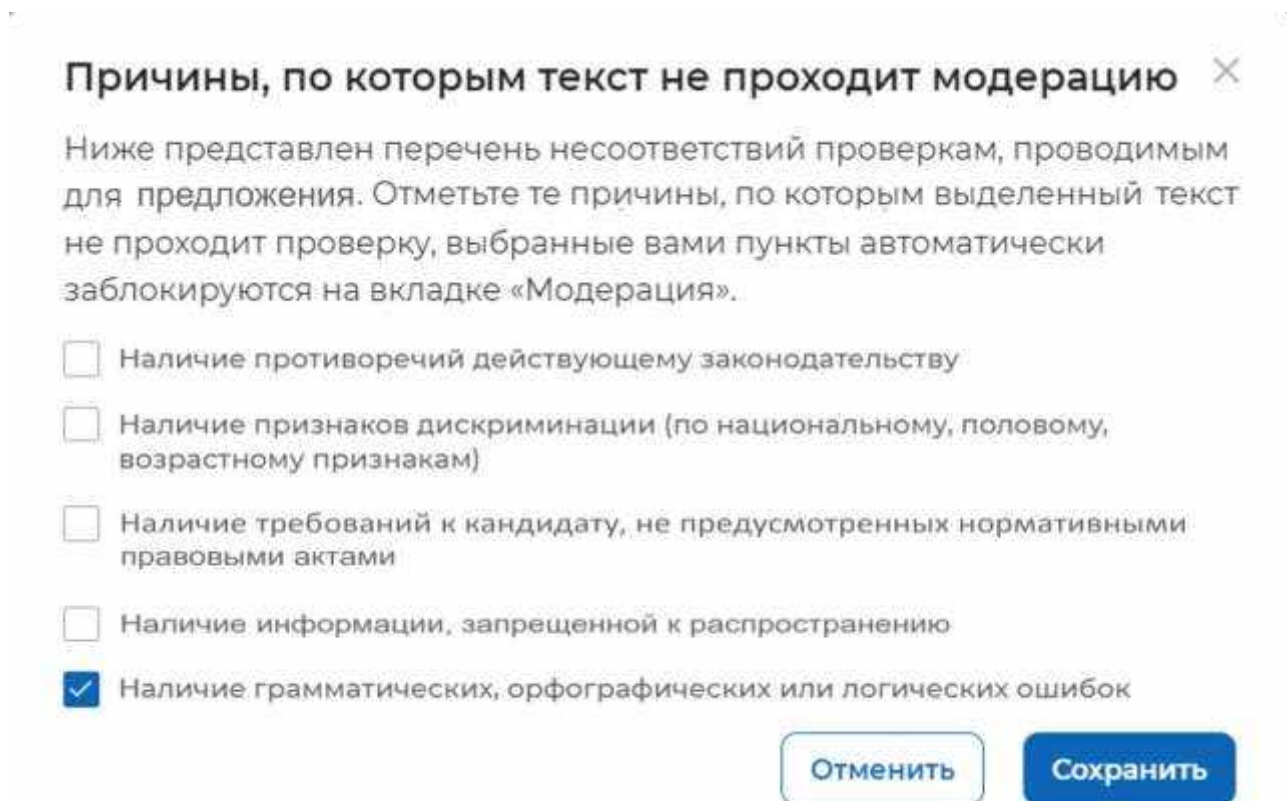 Причины, по которым текст не проходит модерацию
Ниже представлен перечень несоответствий проверкам, проводимым
для предложения. Отметьте те причины, по которым выделенный текст
не проходит проверку, выбранные вами пункты автоматически
заблокируются на вкладке «Модерация».
Наличие противоречий действующему законодательству
Наличие признаков дискриминации (по национальному, половому,
возрастному признакам)
Наличие требований к кандидату, не предусмотренных нормативными
правовыми актами
Наличие информации, запрещенной к распространению
Наличие грамматических, орфографических или логических ошибок
Отменить
Сохранить